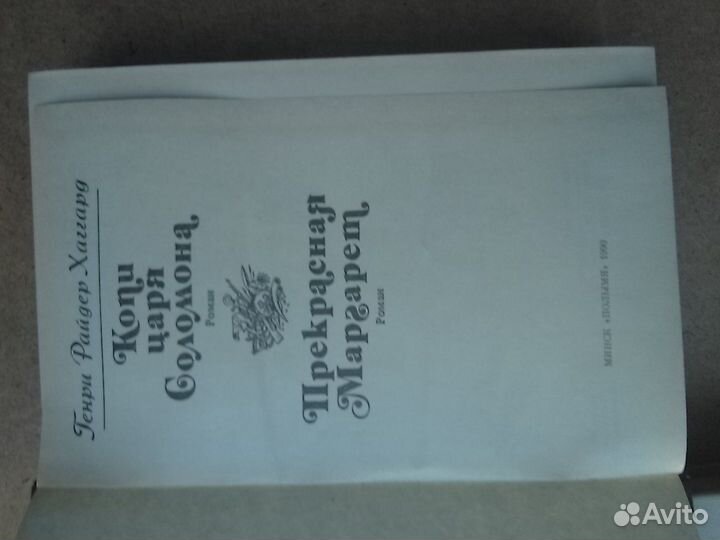 Генри Райдер Хаггард
Копи
царя
Соломона
Роман
Прекрасная
Маргарет
Роман
МИНСК «ПОЛЫМЯ» 1990
Avito